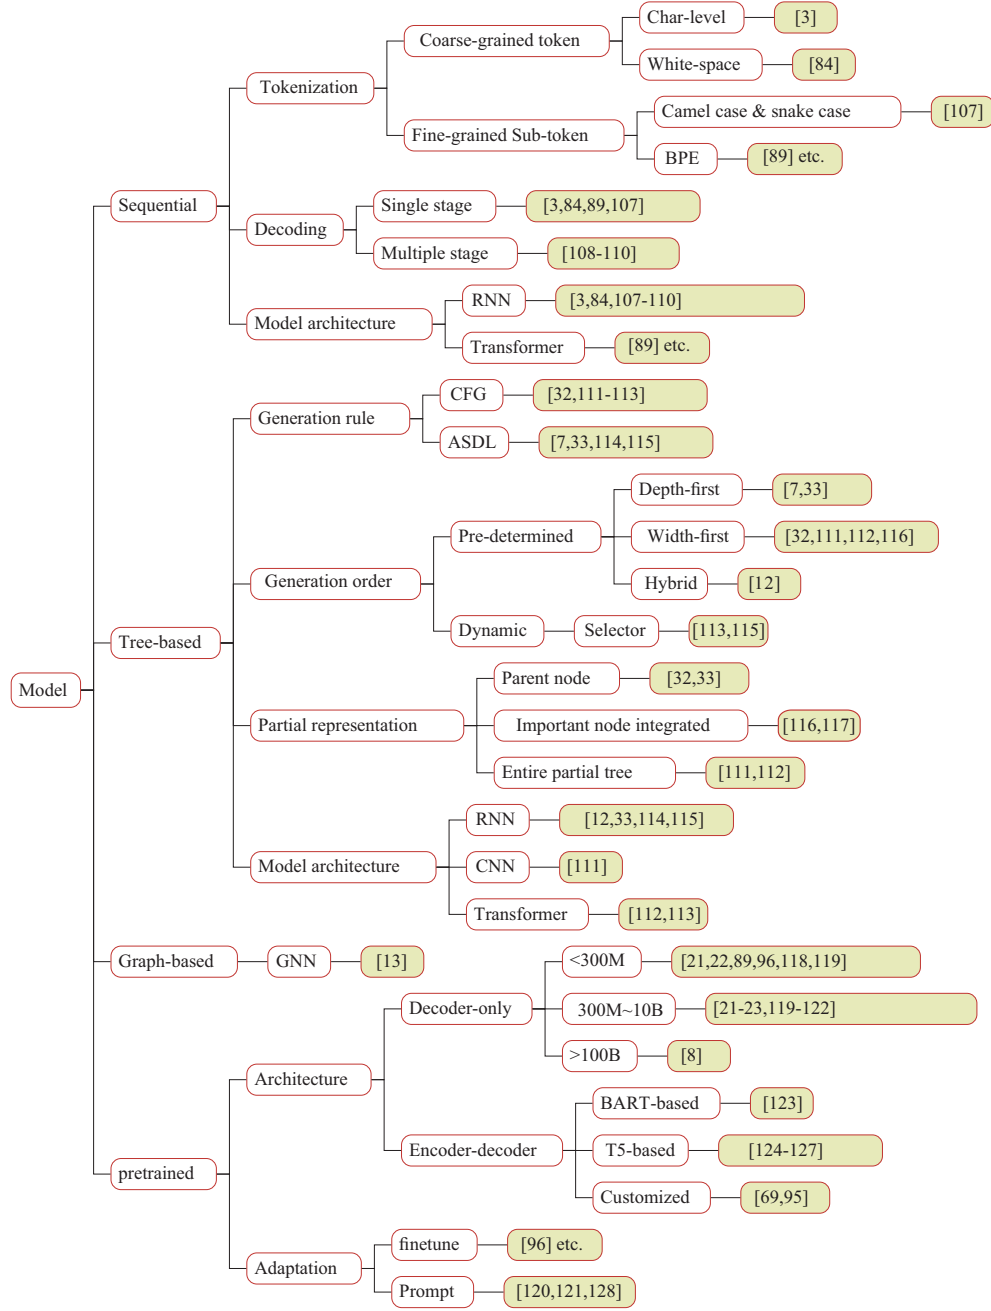 Char-level [3]
Coarse-grained token
White-space [84]
Tokenization
Camel case & snake case [107]
Fine-grained Sub-token
BPE [89] etc.
Sequential
Single stage [3,84,89,107]
Decoding
Multiple stage [108-110]
RNN [3,84,107-110]
Model architecture
Transformer [89] etc.
CFG [32,111-113]
Generation rule
ASDL [7,33,114,115]
Depth-first [7,33]
Pre-determined Width-first [32,111,112,116]
Generation order
Hybrid [12]
Dynamic Selector [113,115]
Tree-based
Parent node [32,33]
Model
Partial representation Important node integrated [116,117]
Entire partial tree [111,112]
RNN [12,33,114,115]
Model architecture CNN [111]
Transformer [112,113]
Graph-based GNN [13]
<300M [21,22,89,96,118,119]
Decoder-only 300M~10B [21-23,119-122]
>100B [8]
Architecture
BART-based [123]
Encoder-decoder T5-based [124-127]
pretrained
Customized [69,95]
finetune [96] etc.
Adaptation
Prompt [120,121,128]